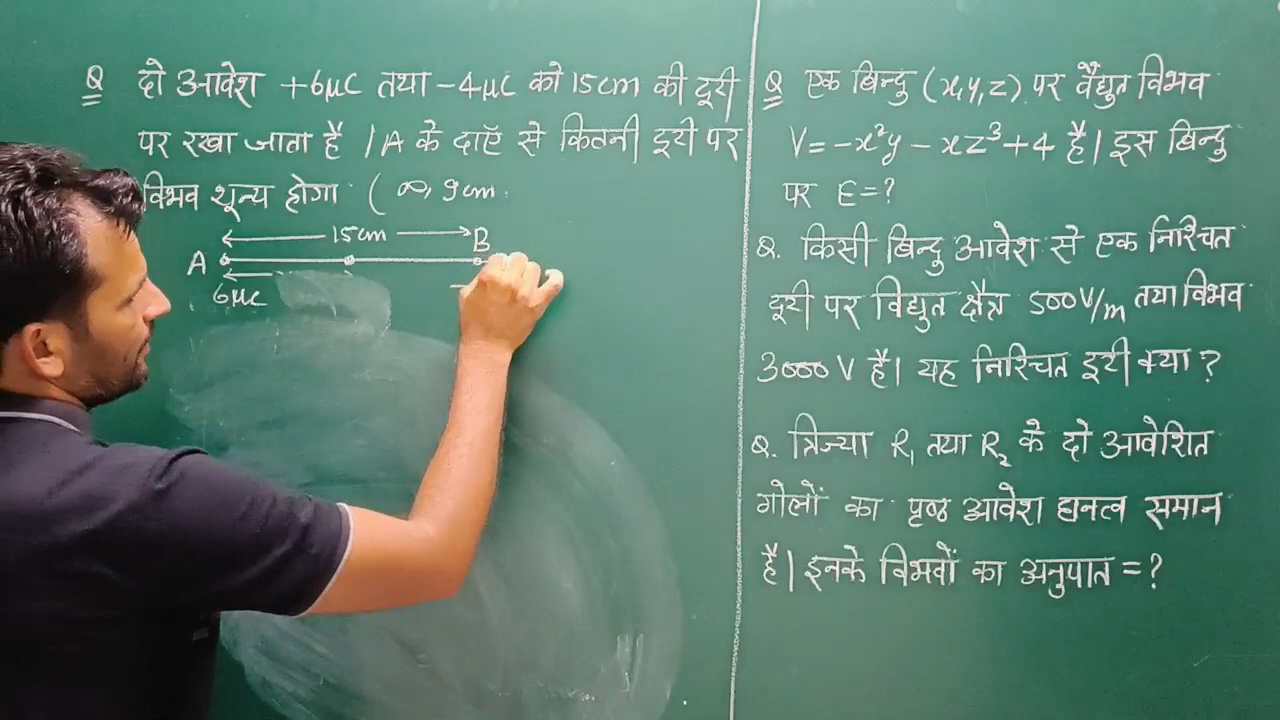 Q दो आवेश +6μC तथा -4μC को 15cm की दूरी
पर रखा जाता है । A के दाएॅ से कितनी दूरी पर
विभव शून्य होगा ( ∞, 9cm.
15cm
A
B
6μC
Q एक बिन्दु (x,y,z) पर वैद्युत विभव
V = -x²y - xz³ + 4 है। इस बिन्दु
पर E = ?
Q. किसी बिन्दु आवेश से एक निश्चित
दूरी पर विद्युत क्षैत्र 500V/m तथा विभव
3000 V है। यह निश्चित दूरी क्या ?
Q. त्रिज्या R₁ तथा R₂ के दो आवेशित
गोलों का पृष्ठ आवेश घनत्व समान
है। इनके विभवों का अनुपात = ?